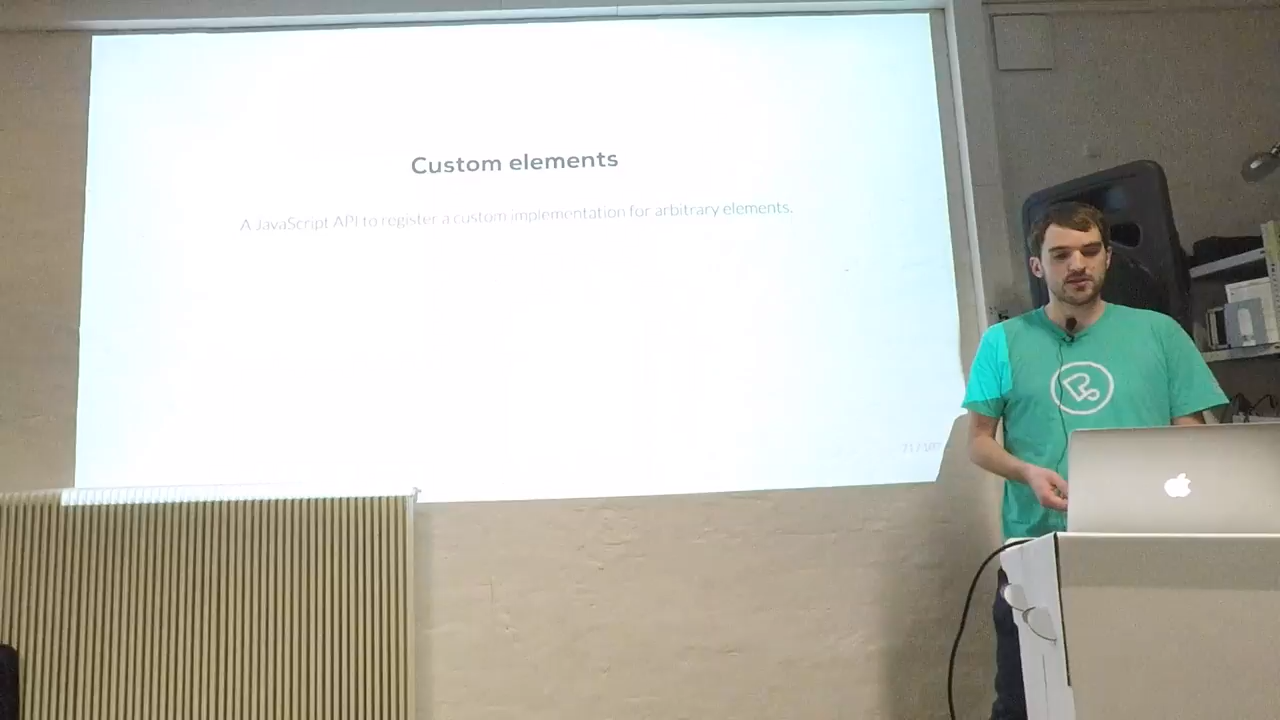 Custom elements
A JavaScript API to register a custom implementation for arbitrary elements.